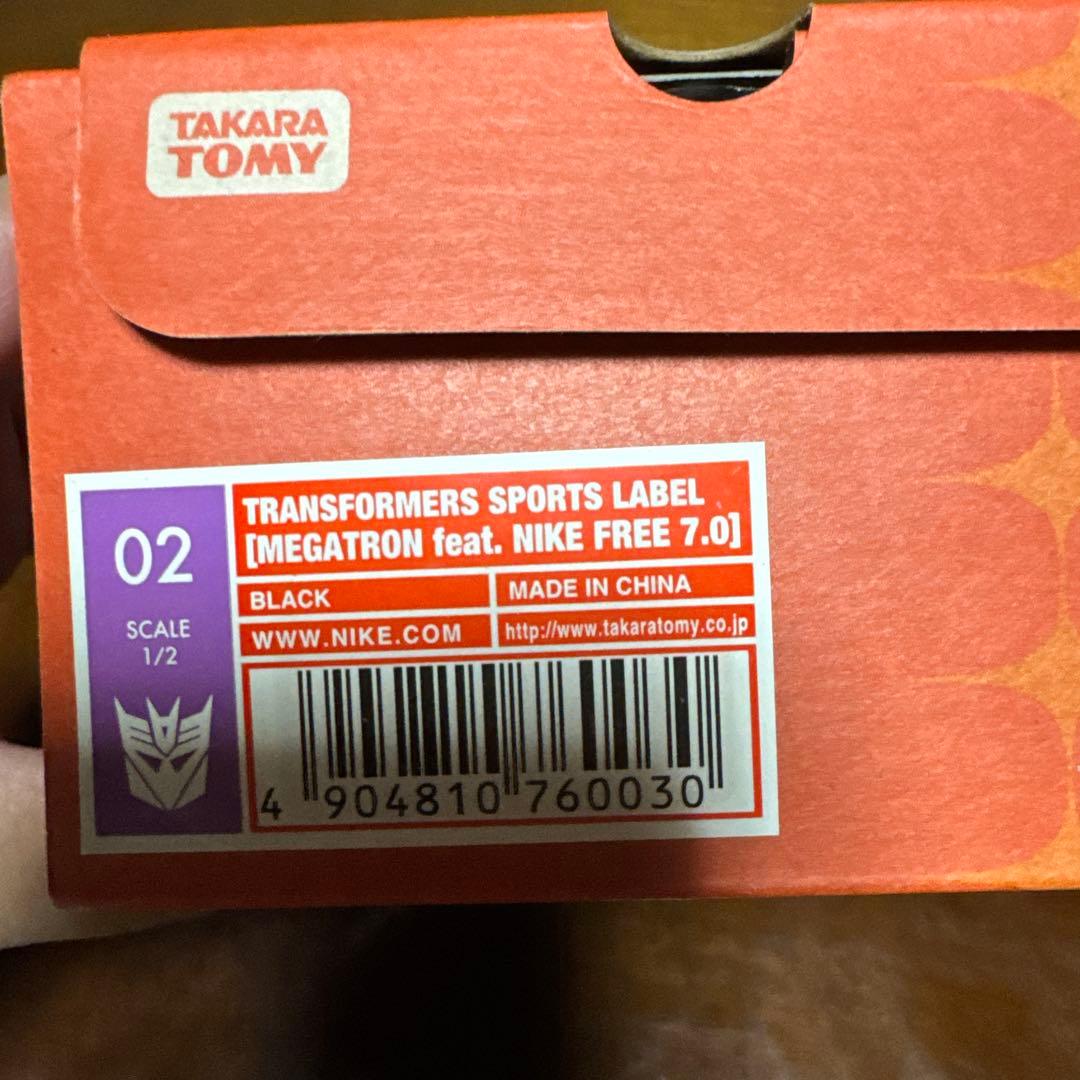 TAKARA
TOMY
02
SCALE
1/2
TRANSFORMERS SPORTS LABEL
[MEGATRON feat. NIKE FREE 7.0]
BLACK
MADE IN CHINA
WWW.NIKE.COM
http://www.takaratomy.co.jp
4 904810 760030